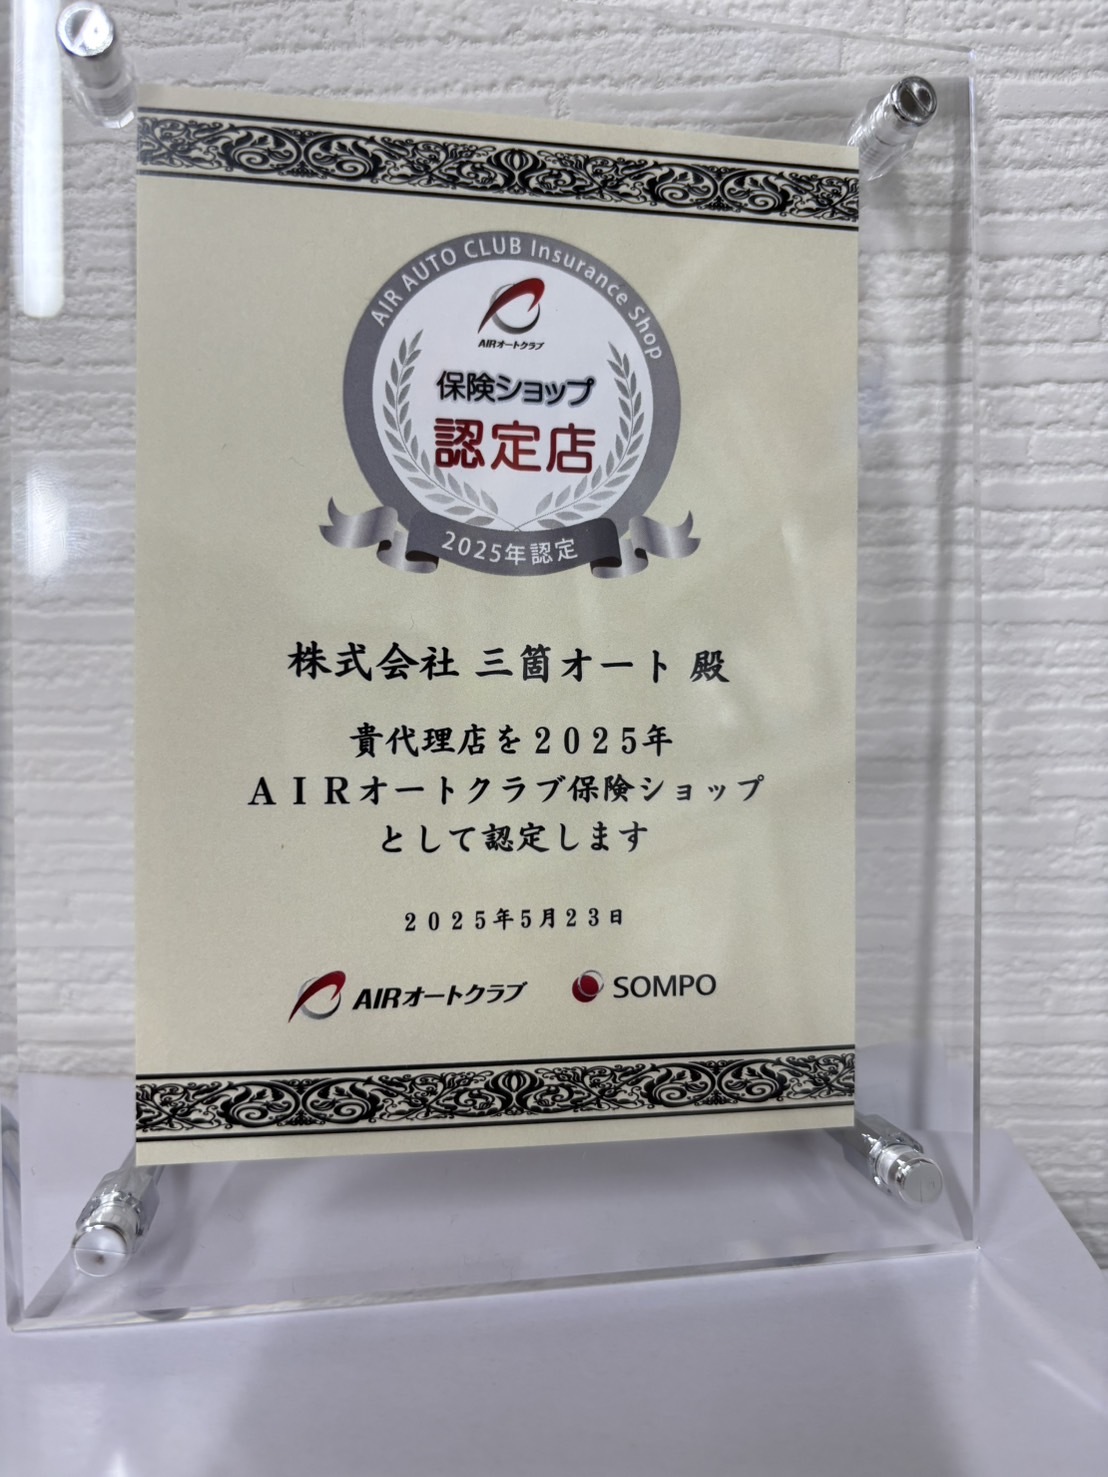 AIR AUTO CLUB Insurance Shop
AIRオートクラブ
保険ショップ
認定店
2025年認定
株式会社 三箇オート 殿
貴代理店を2025年
AIRオートクラブ保険ショップ
として認定します
2025年5月23日
AIRオートクラブ SOMPO